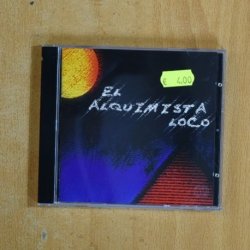 EL
ALQUIMISTA
LOCO
€ 4,00